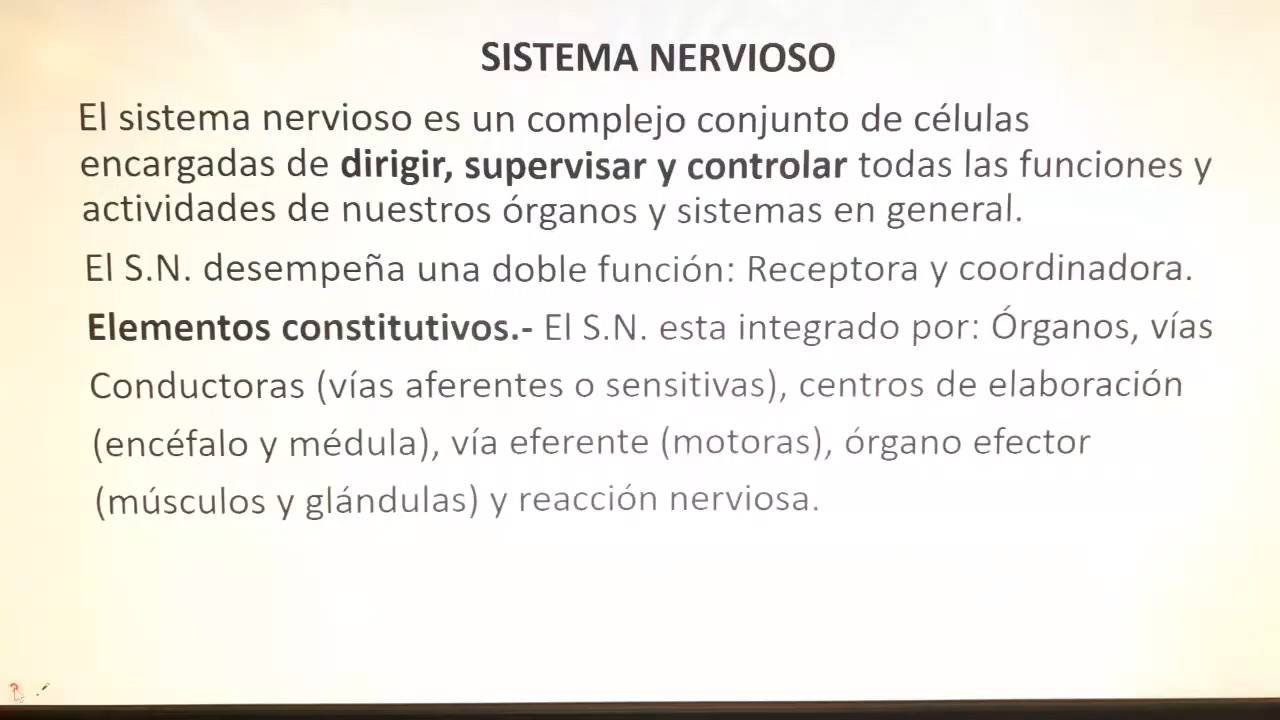 SISTEMA NERVIOSO
El sistema nervioso es un complejo conjunto de células
encargadas de dirigir, supervisar y controlar todas las funciones y
actividades de nuestros órganos y sistemas en general.
El S.N. desempeña una doble función: Receptora y coordinadora.
Elementos constitutivos.- El S.N. esta integrado por: Órganos, vías
Conductoras (vías aferentes o sensitivas), centros de elaboración
(encéfalo y médula), vía eferente (motoras), órgano efector
(músculos y glándulas) y reacción nerviosa.